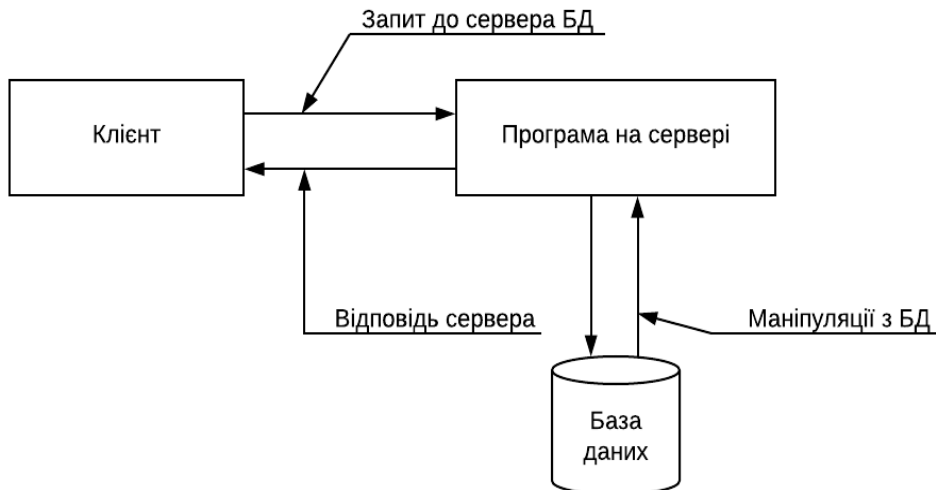 Запит до сервера БД
Клієнт
Програма на сервері
Відповідь сервера
Маніпуляції з БД
База
даних